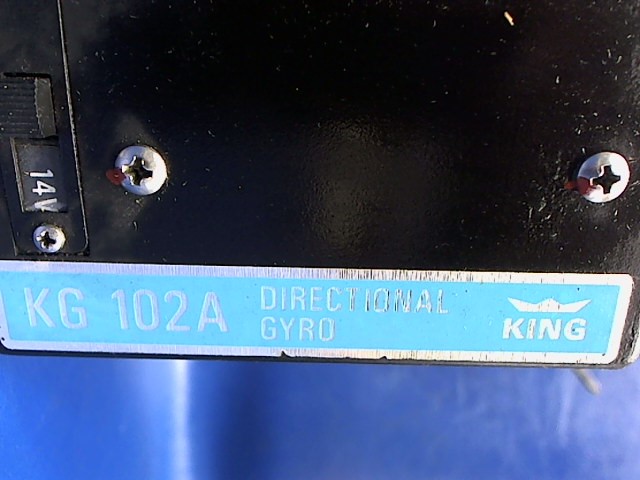 14V
KG 102A
DIRECTIONAL
GYRO
KING